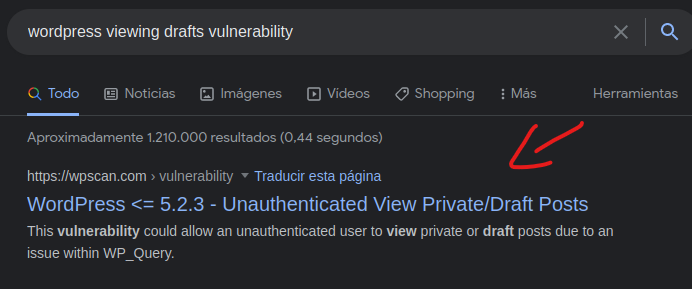 wordpress viewing drafts vulnerability
Todo Noticias Imágenes Vídeos Shopping Más Herramientas
Aproximadamente 1.210.000 resultados (0,44 segundos)
https://wpscan.com › vulnerability Traducir esta página
WordPress <= 5.2.3 - Unauthenticated View Private/Draft Posts
This vulnerability could allow an unauthenticated user to view private or draft posts due to an
issue within WP_Query.